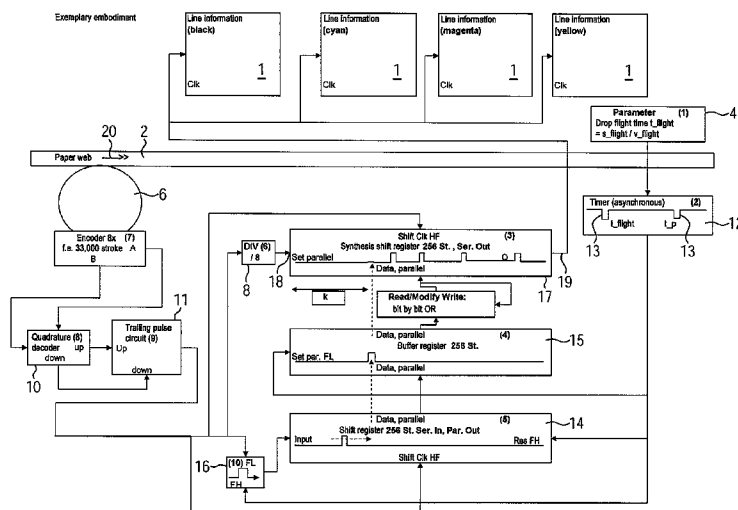 Exemplary embodiment
Line information
(black)
1
Clk
Line information
(cyan)
1
Clk
Line information
(magenta)
1
Clk
Line information
(yellow)
1
Clk
Parameter (1)
Drop flight time t_flight
= s_flight / v_flight
4
Paper web
20
2
6
Timer (asynchronous) (2)
13
t_flight
t_p
13
12
Encoder 8x (7)
f.e. 33,000 stroke A
B
DIV (6)
/ 8
8
18
Shift Clk HF (3)
Synthesis shift register 256 St. , Ser. Out
Set parallel
Data, parallel
17
19
k
Read/Modify Write:
bit by bit OR
11
Quadrature (8)
decoder up
down
10
Trailing pulse
circuit (9)
Up
down
Data, parallel (4)
Buffer register 256 St.
Set par. FL
Data, parallel
15
Data, parallel (5)
Shift register 256 St. Ser. In, Par. Out
Input
Res FH
Shift Clk HF
14
16
(10) FL
FH